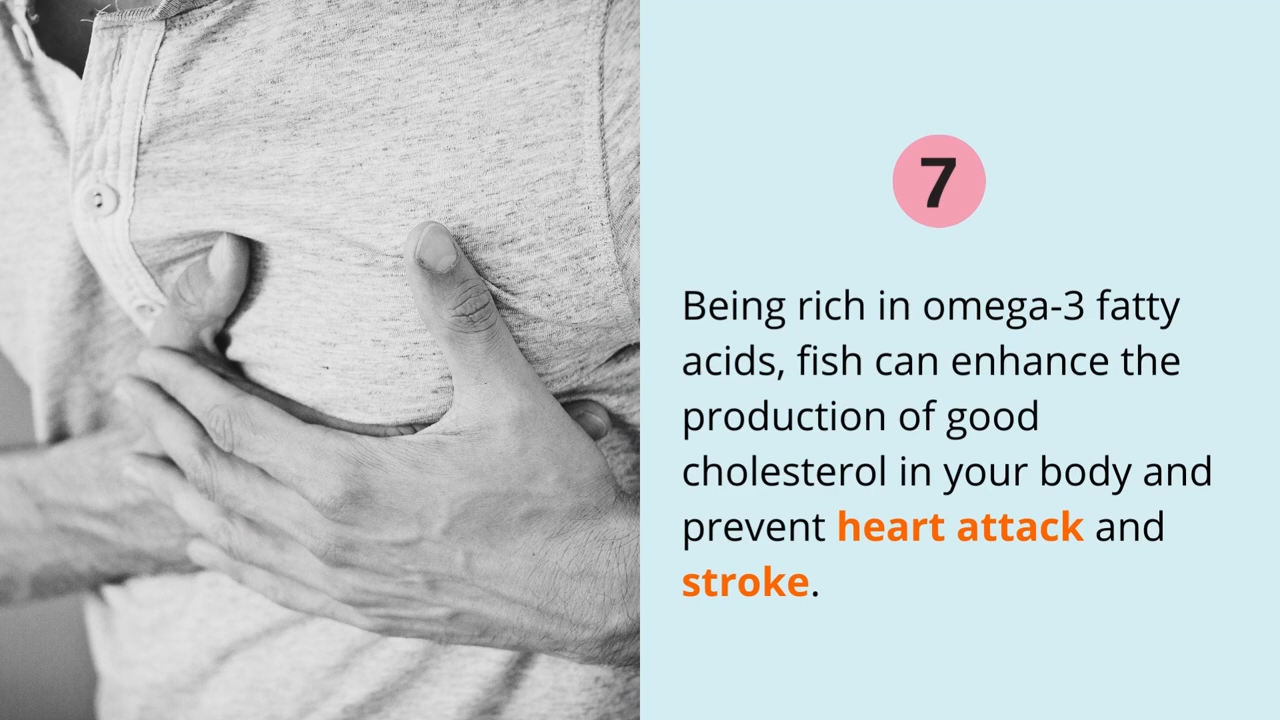 7
Being rich in omega-3 fatty
acids, fish can enhance the
production of good
cholesterol in your body and
prevent heart attack and
stroke.